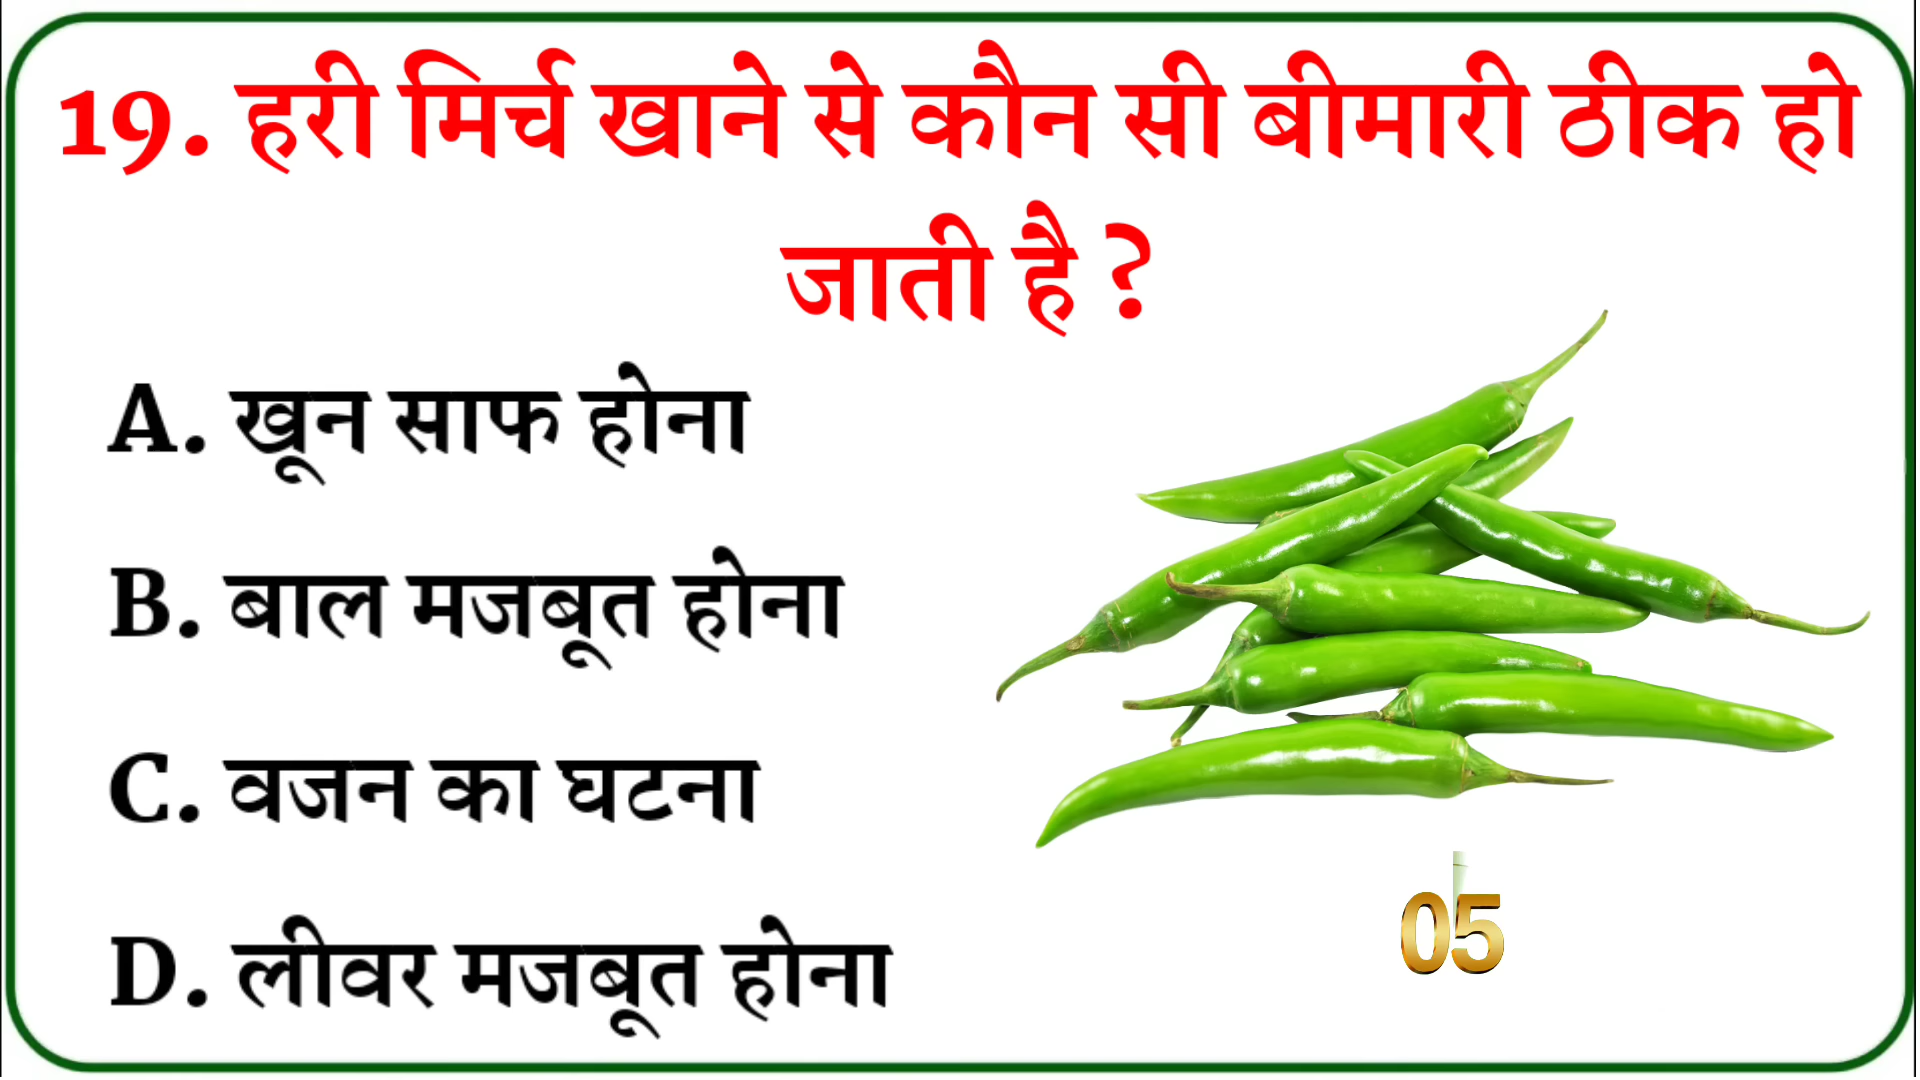 19. हरी मिर्च खाने से कौन सी बीमारी ठीक हो
जाती है ?
A. खून साफ होना
B. बाल मजबूत होना
C. वजन का घटना
D. लीवर मजबूत होना
05